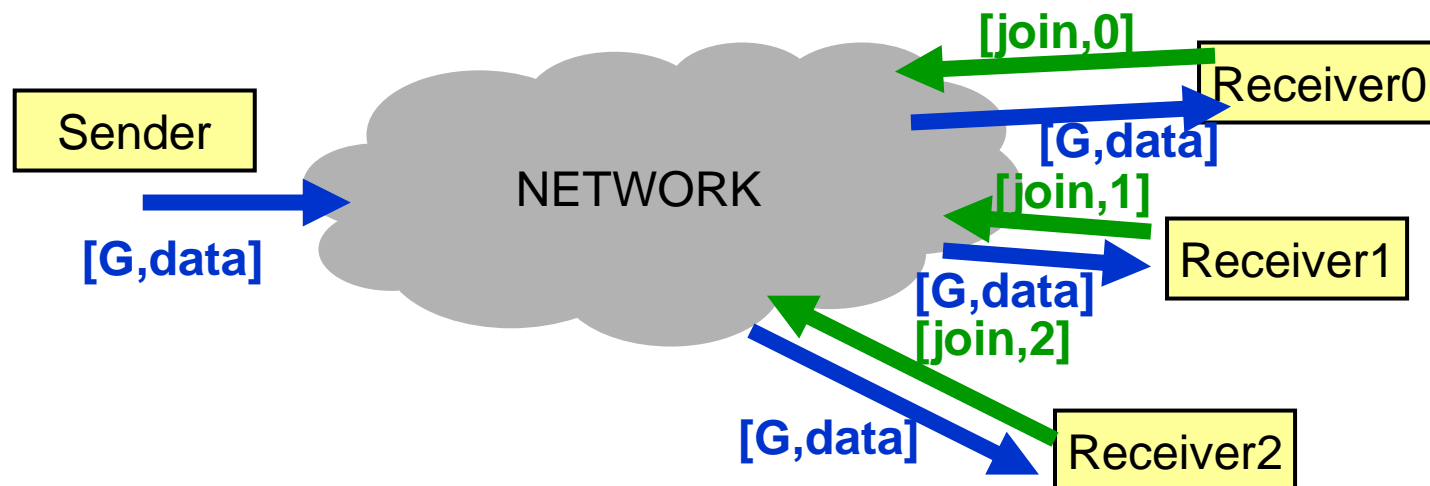 [join,0]
Receiver0
Sender
[G,data]
NETWORK
[join,1]
[G,data]
Receiver1
[G,data]
[join,2]
[G,data]
Receiver2